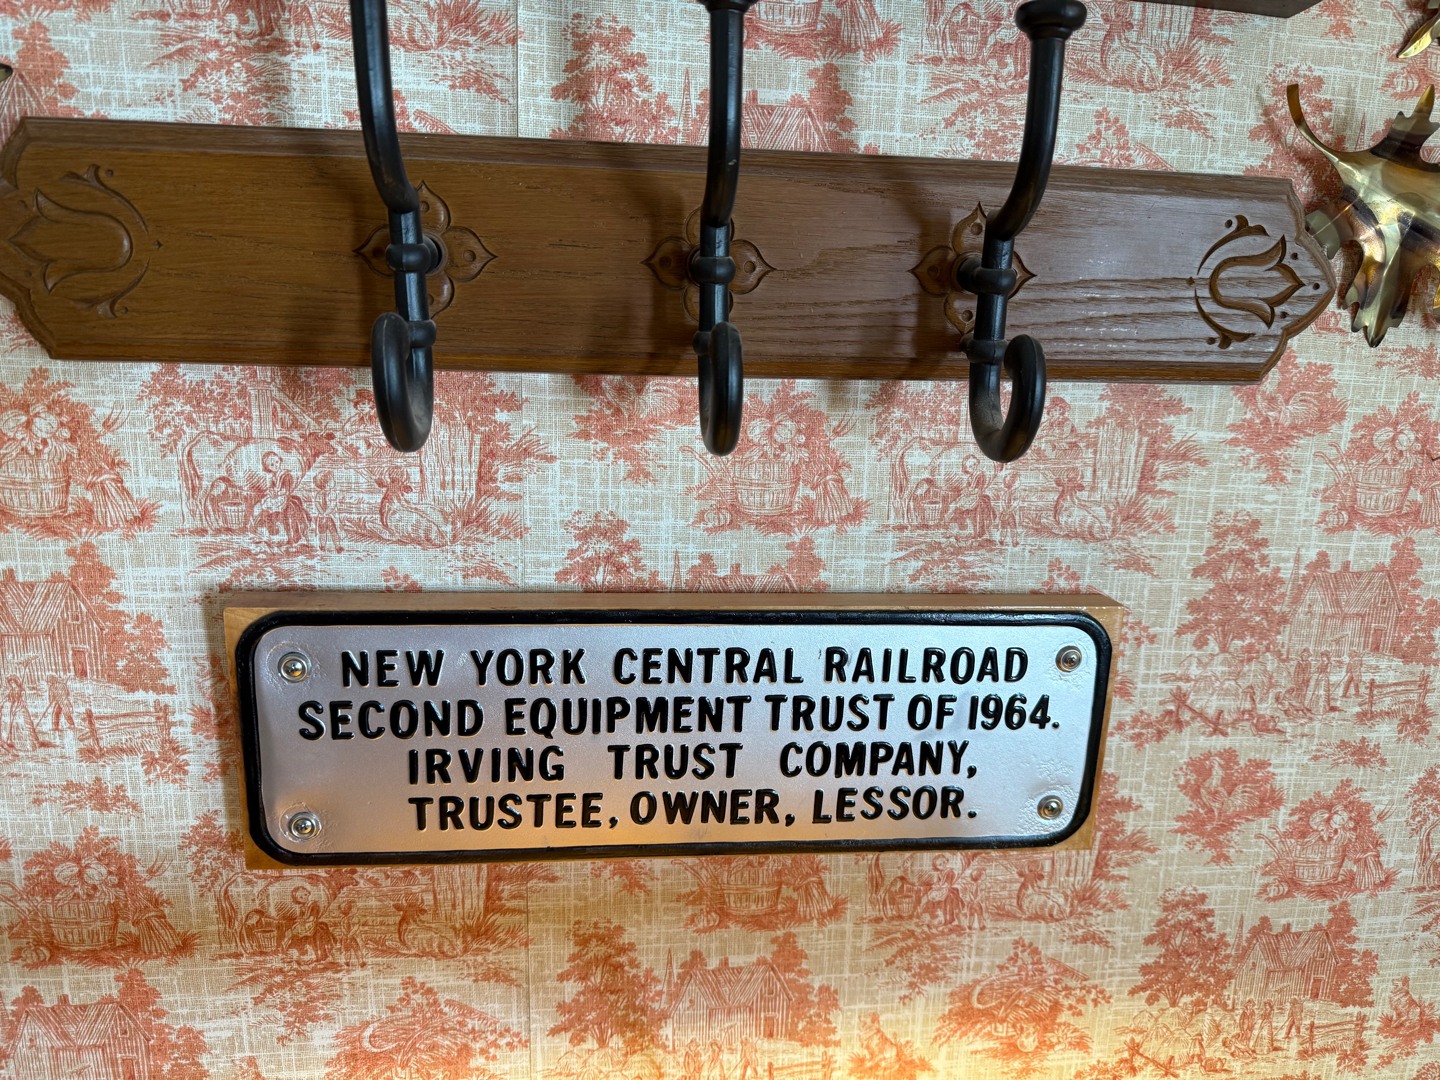 NEW YORK CENTRAL RAILROAD
SECOND EQUIPMENT TRUST OF 1964.
IRVING TRUST COMPANY,
TRUSTEE, OWNER, LESSOR.